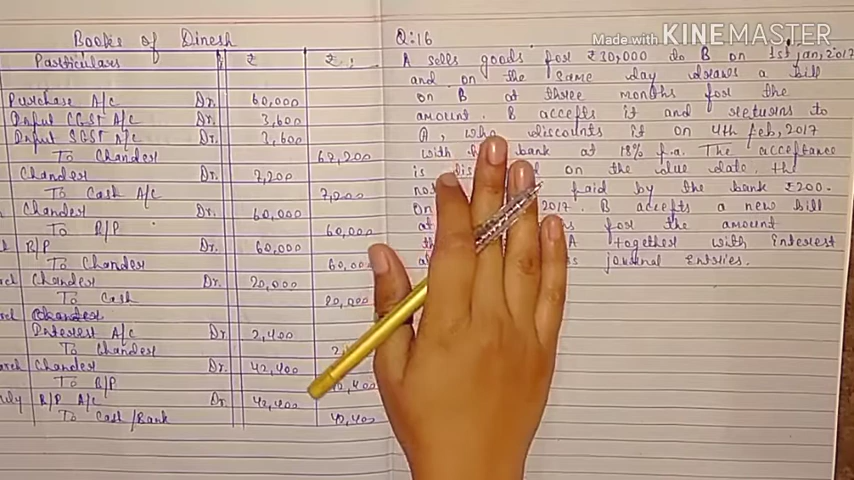 Made with KINEMASTER
Books of Dinesh
Particulars ₹ ₹
Purchase A/c Dr. 60,000
Input CGST A/c Dr. 3,600
Input SGST A/c Dr. 3,600
To Chander 67,200
Chander Dr. 7,200
To Cash A/c 7,200
Chander Dr. 60,000
To B/P 60,000
B/P Dr. 60,000
To Chander 60,000
Chander Dr. 20,000
To Cash 20,000
Interest A/c Dr. 2,400
To Chander
Chander Dr. 42,400
To B/P
B/P A/c Dr. 42,400
To Cash/Bank 42,400
Q:16
A sells goods for ₹30,000 to B on 1st jan, 2017
and on the same day draws a bill
on B at three months for the
amount. B accepts it and returns to
A, who discounts it on 4th feb, 2017
with bank at 18% p.a. The acceptance
is on the due date. the
paid by the bank ₹200.
On 2017. B accepts a new bill
at for the amount
A together with interest
journal Entries.